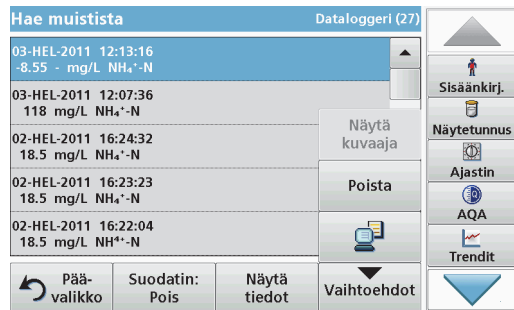 Hae muistista
Dataloggeri (27)
03-HEL-2011 12:13:16
-8.55 - mg/L NH₄⁺-N
03-HEL-2011 12:07:36
118 mg/L NH₄⁺-N
02-HEL-2011 16:24:32
18.5 mg/L NH₄⁺-N
02-HEL-2011 16:23:23
18.5 mg/L NH₄⁺-N
02-HEL-2011 16:22:04
18.5 mg/L NH⁴⁺-N
Näytä
kuvaaja
Poista
Pää-
valikko
Suodatin:
Pois
Näytä
tiedot
Vaihtoehdot
Sisäänkirj.
Näytetunnus
Ajastin
AQA
Trendit